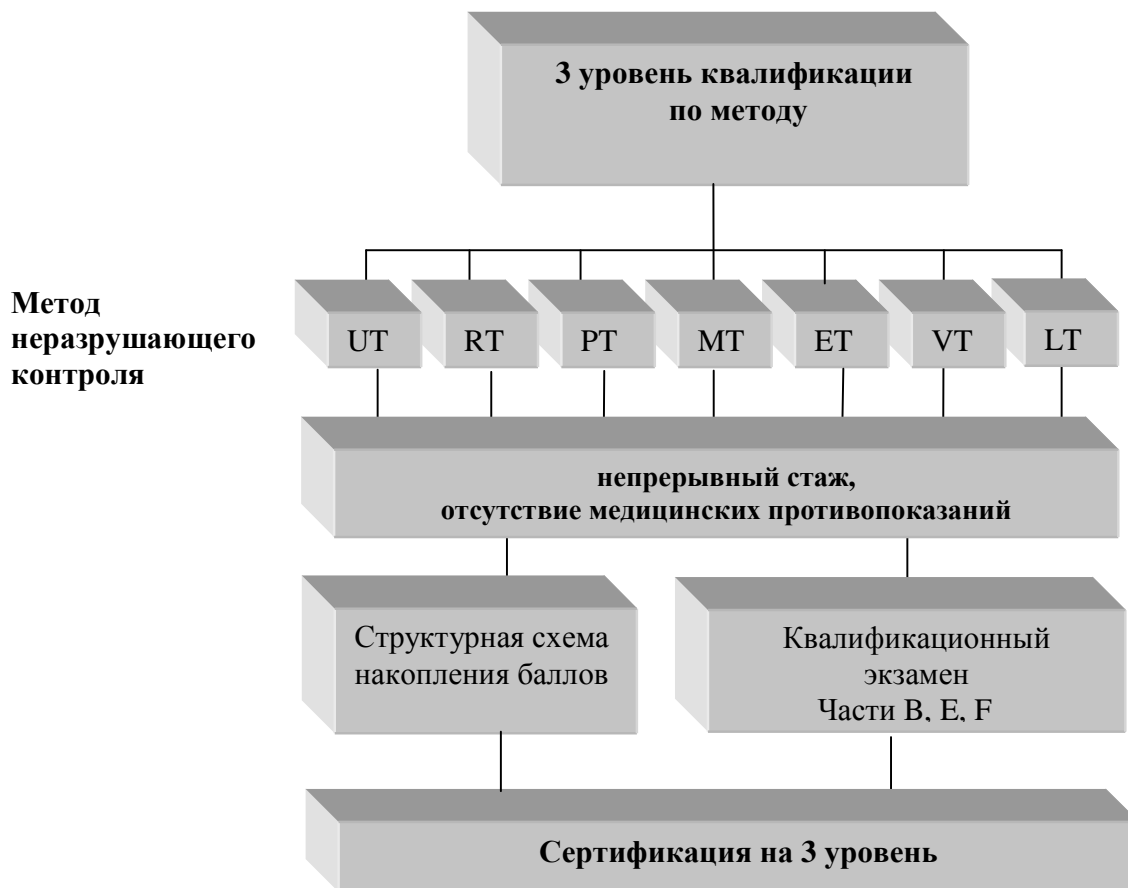 3 уровень квалификации
по методу
Метод
неразрушающего
контроля
UT RT PT MT ET VT LT
непрерывный стаж,
отсутствие медицинских противопоказаний
Структурная схема
накопления баллов
Квалификационный
экзамен
Части B, E, F
Сертификация на 3 уровень